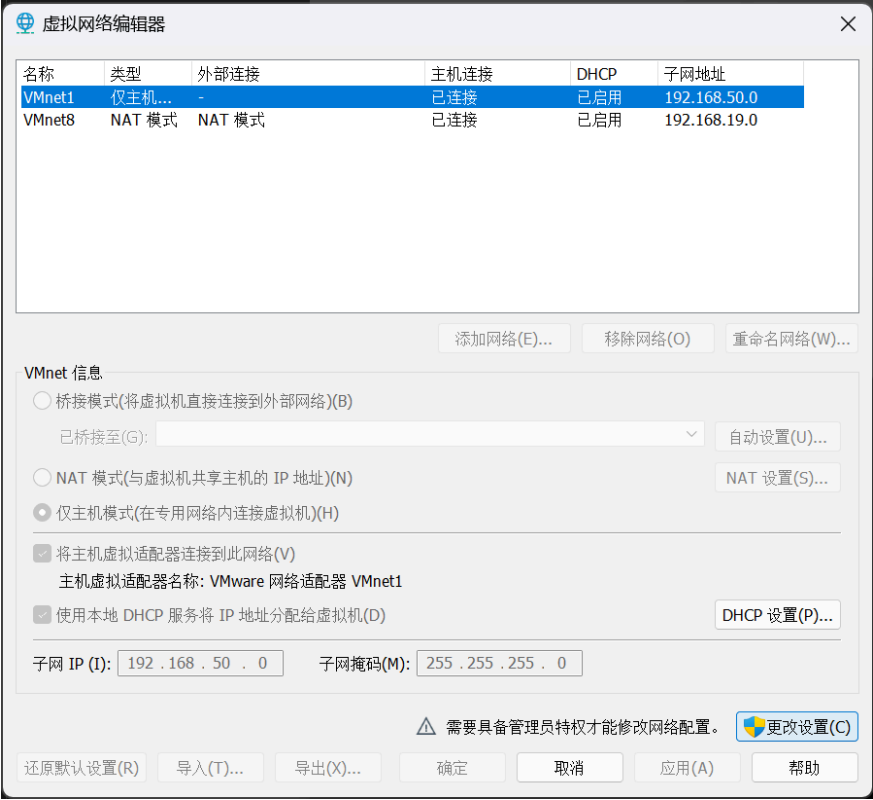 虚拟网络编辑器
名称 类型 外部连接 主机连接 DHCP 子网地址
VMnet1 仅主机... - 已连接 已启用 192.168.50.0
VMnet8 NAT 模式 NAT 模式 已连接 已启用 192.168.19.0
添加网络(E)... 移除网络(O) 重命名网络(W)...
VMnet 信息
桥接模式(将虚拟机直接连接到外部网络)(B)
已桥接至(G): 自动设置(U)...
NAT 模式(与虚拟机共享主机的 IP 地址)(N) NAT 设置(S)...
仅主机模式(在专用网络内连接虚拟机)(H)
将主机虚拟适配器连接到此网络(V)
主机虚拟适配器名称: VMware 网络适配器 VMnet1
使用本地 DHCP 服务将 IP 地址分配给虚拟机(D) DHCP 设置(P)...
子网 IP (I): 192 . 168 . 50 . 0 子网掩码(M): 255 . 255 . 255 . 0
需要具备管理员特权才能修改网络配置。 更改设置(C)
还原默认设置(R) 导入(T)... 导出(X)... 确定 取消 应用(A) 帮助